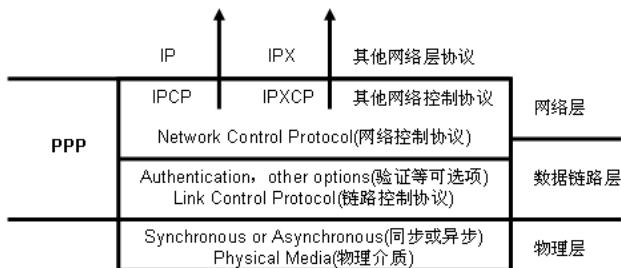 IP IPX 其他网络层协议
IPCP IPXCP 其他网络控制协议
网络层
PPP
Network Control Protocol(网络控制协议)
Authentication，other options(验证等可选项)
数据链路层
Link Control Protocol(链路控制协议)
Synchronous or Asynchronous(同步或异步)
物理层
Physical Media(物理介质)